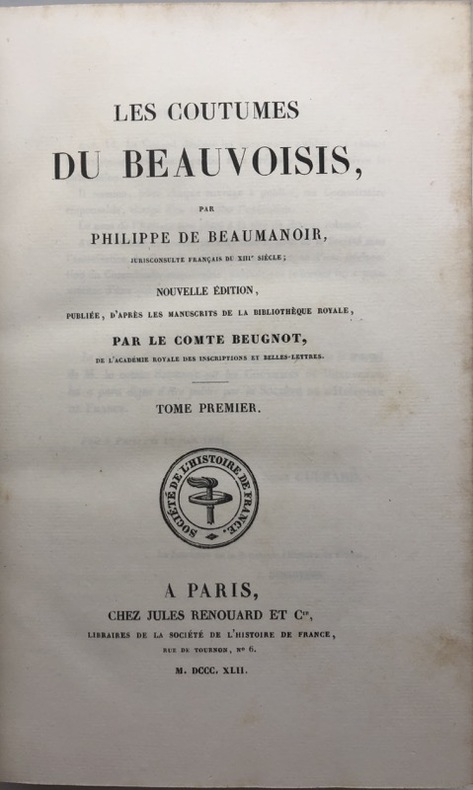 LES COUTUMES
DU BEAUVOISIS,
PAR
PHILIPPE DE BEAUMANOIR,
JURISCONSULTE FRANÇAIS DU XIIIe SIÈCLE;
NOUVELLE ÉDITION,
PUBLIÉE, D'APRÈS LES MANUSCRITS DE LA BIBLIOTHÈQUE ROYALE,
PAR LE COMTE BEUGNOT,
DE L'ACADÉMIE ROYALE DES INSCRIPTIONS ET BELLES-LETTRES.
TOME PREMIER.
SOCIÉTÉ DE L'HISTOIRE DE FRANCE.
A PARIS,
CHEZ JULES RENOUARD ET Cie,
LIBRAIRES DE LA SOCIÉTÉ DE L'HISTOIRE DE FRANCE,
RUE DE TOURNON, No 6.
M. DCCC. XLII.